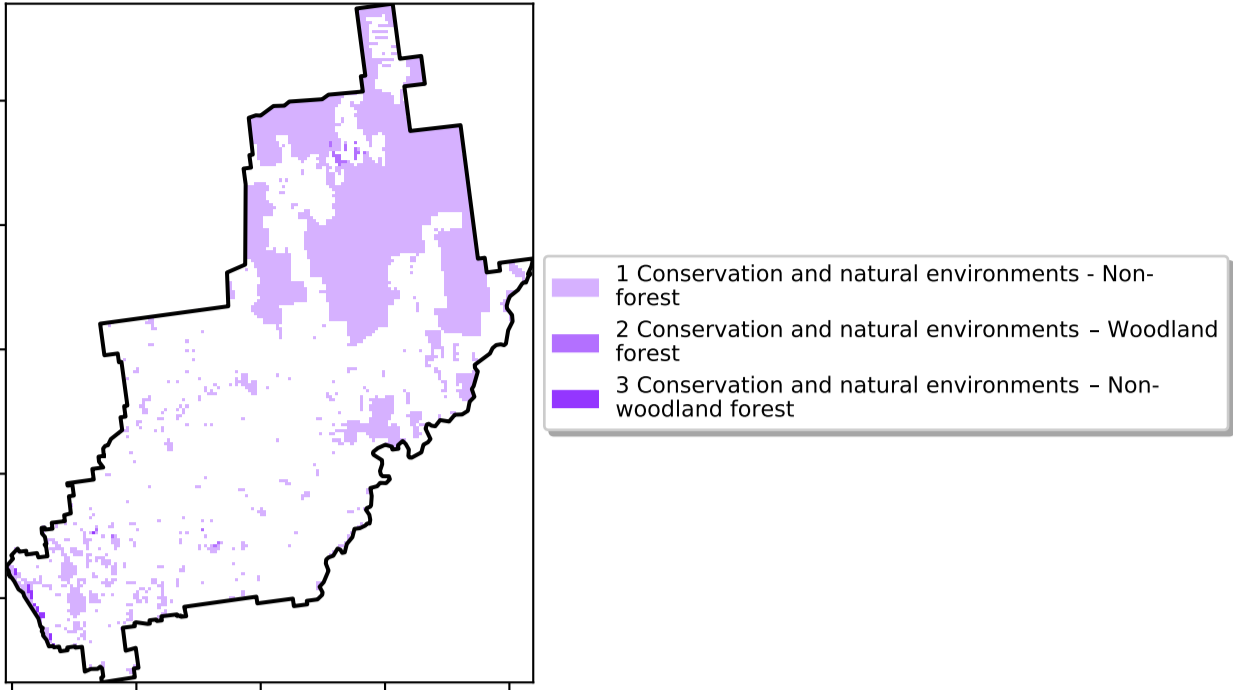 1 Conservation and natural environments - Non-
forest
2 Conservation and natural environments – Woodland
forest
3 Conservation and natural environments – Non-
woodland forest